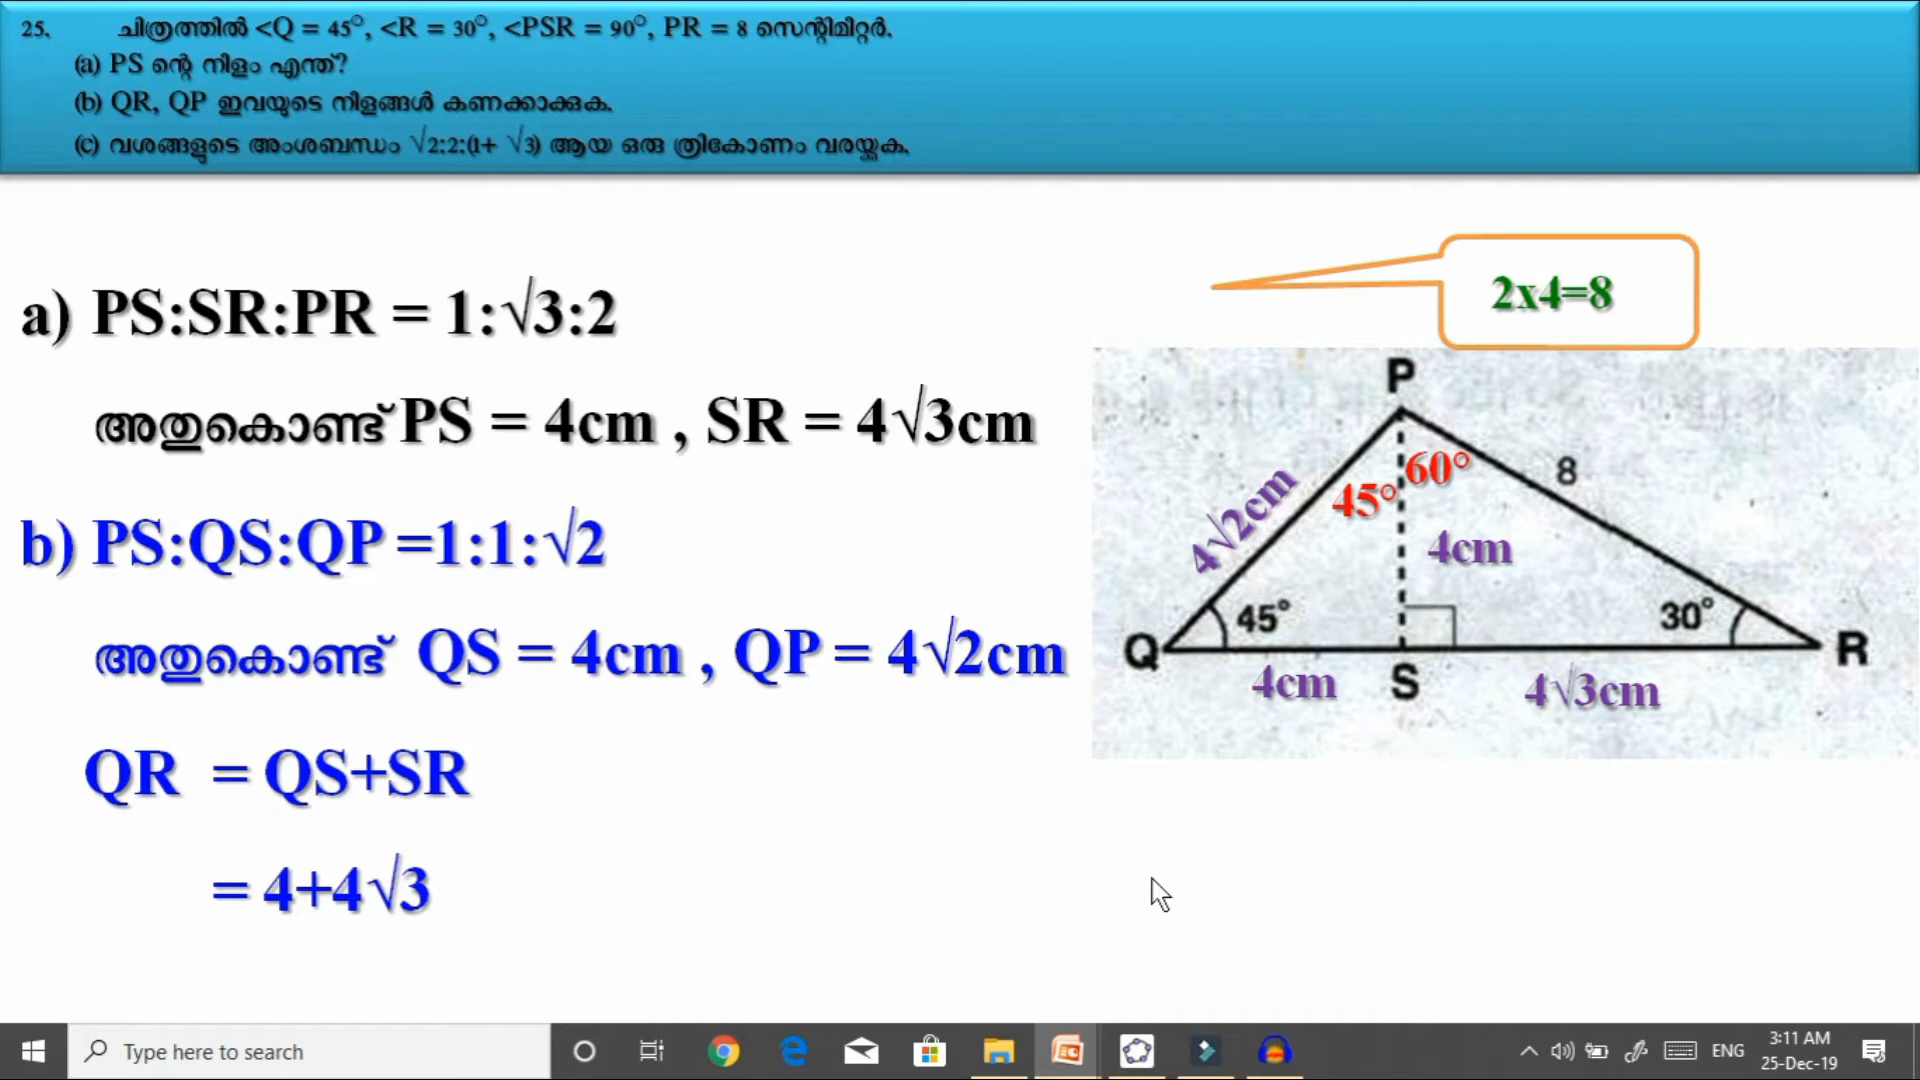 25. ചിത്രത്തിൽ <Q = 45°, <R = 30°, <PSR = 90°, PR = 8 സെന്റിമീറ്റർ.
(a) PS ന്റെ നീളം എന്ത്?
(b) QR, QP ഇവയുടെ നീളങ്ങൾ കണക്കാക്കുക.
(c) വശങ്ങളുടെ അംശബന്ധം √2:2:(1+ √3) ആയ ഒരു ത്രികോണം വരയ്ക്കുക.
2x4=8
a) PS:SR:PR = 1:√3:2
അതുകൊണ്ട് PS = 4cm , SR = 4√3cm
b) PS:QS:QP =1:1:√2
അതുകൊണ്ട് QS = 4cm , QP = 4√2cm
QR = QS+SR
= 4+4√3
P
60°
8
45°
4√2cm
4cm
45°
30°
Q
R
4cm
S
4√3cm
Type here to search
ENG
3:11 AM
25-Dec-19